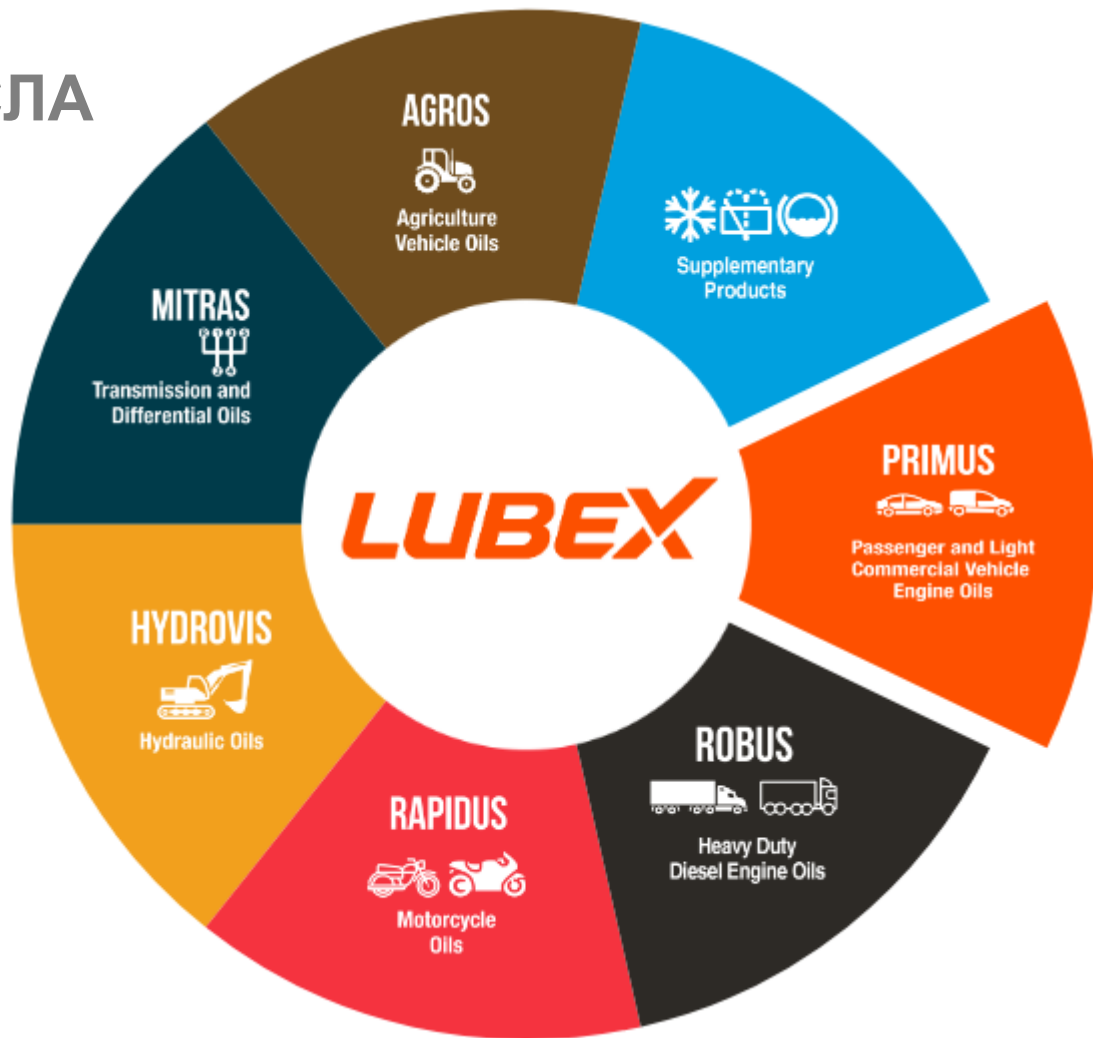 СЛА
AGROS
Agriculture
Vehicle Oils
Supplementary
Products
MITRAS
Transmission and
Differential Oils
PRIMUS
Passenger and Light
Commercial Vehicle
Engine Oils
LUBEX
HYDROVIS
Hydraulic Oils
ROBUS
Heavy Duty
Diesel Engine Oils
RAPIDUS
Motorcycle
Oils